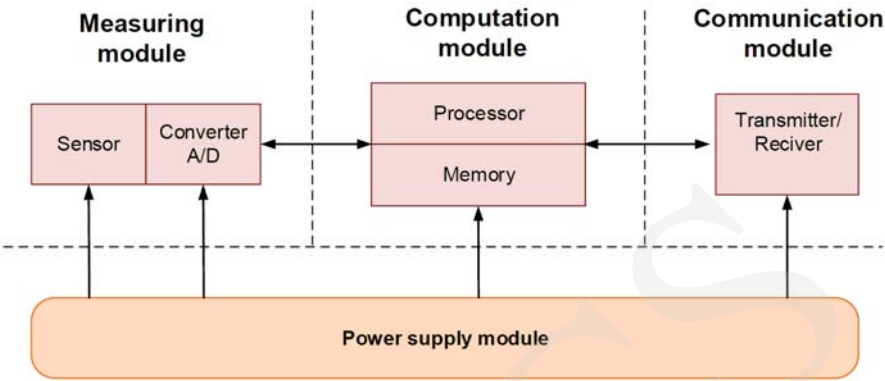 Measuring
module
Computation
module
Communication
module
Sensor
Converter
A/D
Processor
Memory
Transmitter/
Reciver
Power supply module